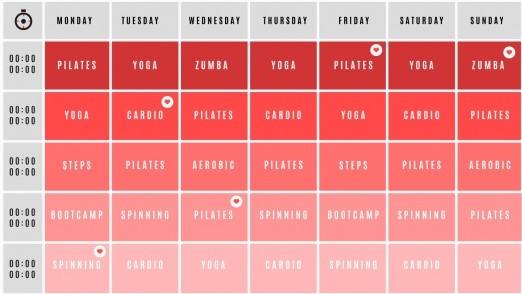 MONDAY TUESDAY WEDNESDAY THURSDAY FRIDAY SATURDAY SUNDAY
00:00 PILATES YOGA ZUMBA YOGA PILATES YOGA ZUMBA
00:00
00:00 YOGA CARDIO PILATES CARDIO YOGA CARDIO PILATES
00:00
00:00 STEPS PILATES AEROBIC PILATES STEPS PILATES AEROBIC
00:00
00:00 BOOTCAMP SPINNING PILATES SPINNING BOOTCAMP SPINNING PILATES
00:00
00:00 SPINNING CARDIO YOGA CARDIO SPINNING CARDIO YOGA
00:00